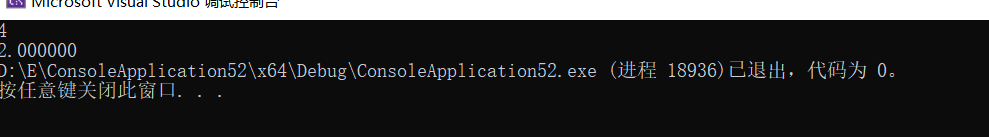 Microsoft Visual Studio 调试控制台
4
2.000000
D:\E\ConsoleApplication52\x64\Debug\ConsoleApplication52.exe (进程 18936)已退出，代码为 0。
按任意键关闭此窗口. . .